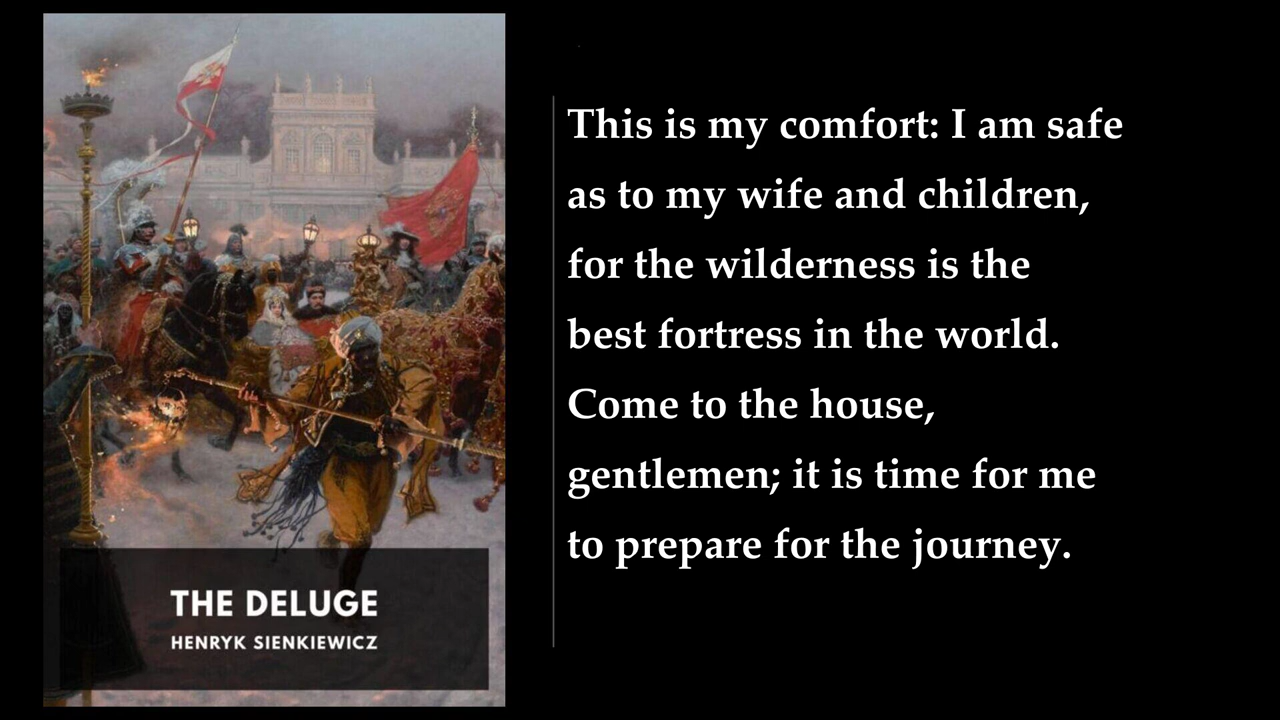 THE DELUGE
HENRYK SIENKIEWICZ
This is my comfort: I am safe
as to my wife and children,
for the wilderness is the
best fortress in the world.
Come to the house,
gentlemen; it is time for me
to prepare for the journey.